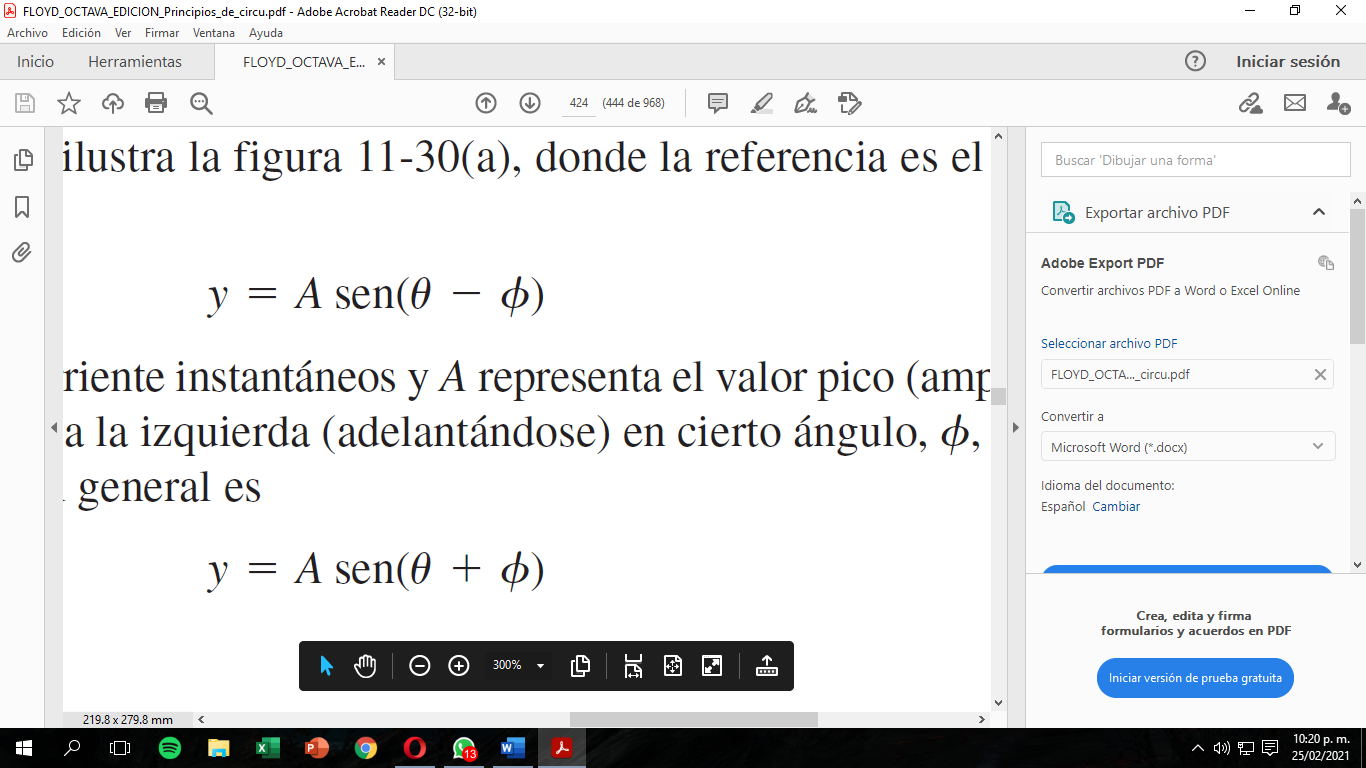 FLOYD_OCTAVA_EDICION_Principios_de_circu.pdf - Adobe Acrobat Reader DC (32-bit)
Archivo Edición Ver Firmar Ventana Ayuda
Inicio Herramientas FLOYD_OCTAVA_E... × ? Iniciar sesión
424 (444 de 968)
ilustra la figura 11-30(a), donde la referencia es el
y = A sen(θ − ϕ)
riente instantáneos y A representa el valor pico (amp
a la izquierda (adelantándose) en cierto ángulo, ϕ,
general es
y = A sen(θ + ϕ)
300%
219.8 x 279.8 mm
Buscar 'Dibujar una forma'
Exportar archivo PDF
Adobe Export PDF
Convertir archivos PDF a Word o Excel Online
Seleccionar archivo PDF
FLOYD_OCTA..._circu.pdf
Convertir a
Microsoft Word (*.docx)
Idioma del documento:
Español Cambiar
Crea, edita y firma
formularios y acuerdos en PDF
Iniciar versión de prueba gratuita
13
10:20 p. m.
25/02/2021